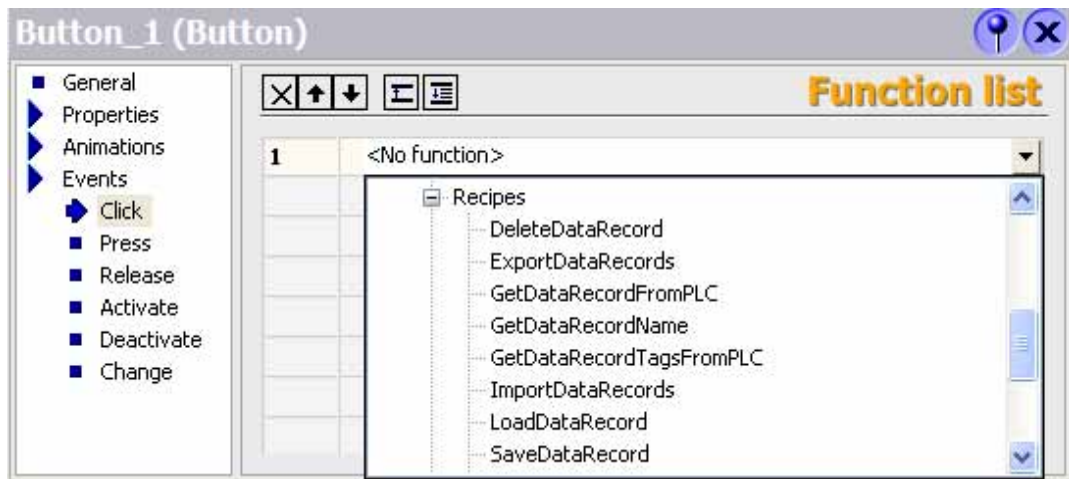 Button_1 (Button)
General
Properties
Animations
Events
Click
Press
Release
Activate
Deactivate
Change
Function list
1 <No function>
Recipes
DeleteDataRecord
ExportDataRecords
GetDataRecordFromPLC
GetDataRecordName
GetDataRecordTagsFromPLC
ImportDataRecords
LoadDataRecord
SaveDataRecord